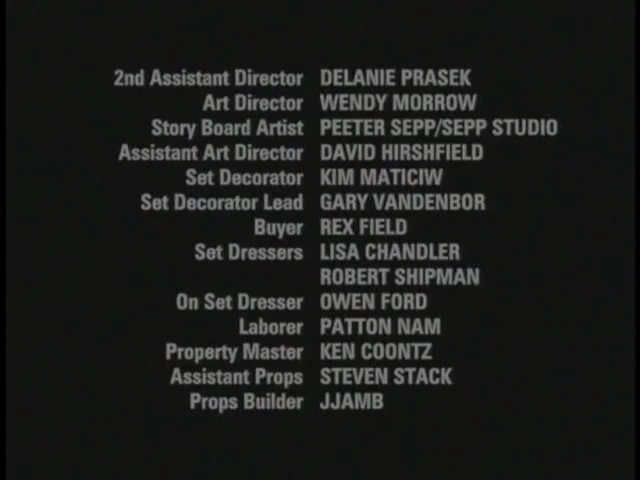 2nd Assistant Director DELANIE PRASEK
Art Director WENDY MORROW
Story Board Artist PEETER SEPP/SEPP STUDIO
Assistant Art Director DAVID HIRSHFIELD
Set Decorator KIM MATICIW
Set Decorator Lead GARY VANDENBOR
Buyer REX FIELD
Set Dressers LISA CHANDLER
ROBERT SHIPMAN
On Set Dresser OWEN FORD
Laborer PATTON NAM
Property Master KEN COONTZ
Assistant Props STEVEN STACK
Props Builder JJAMB